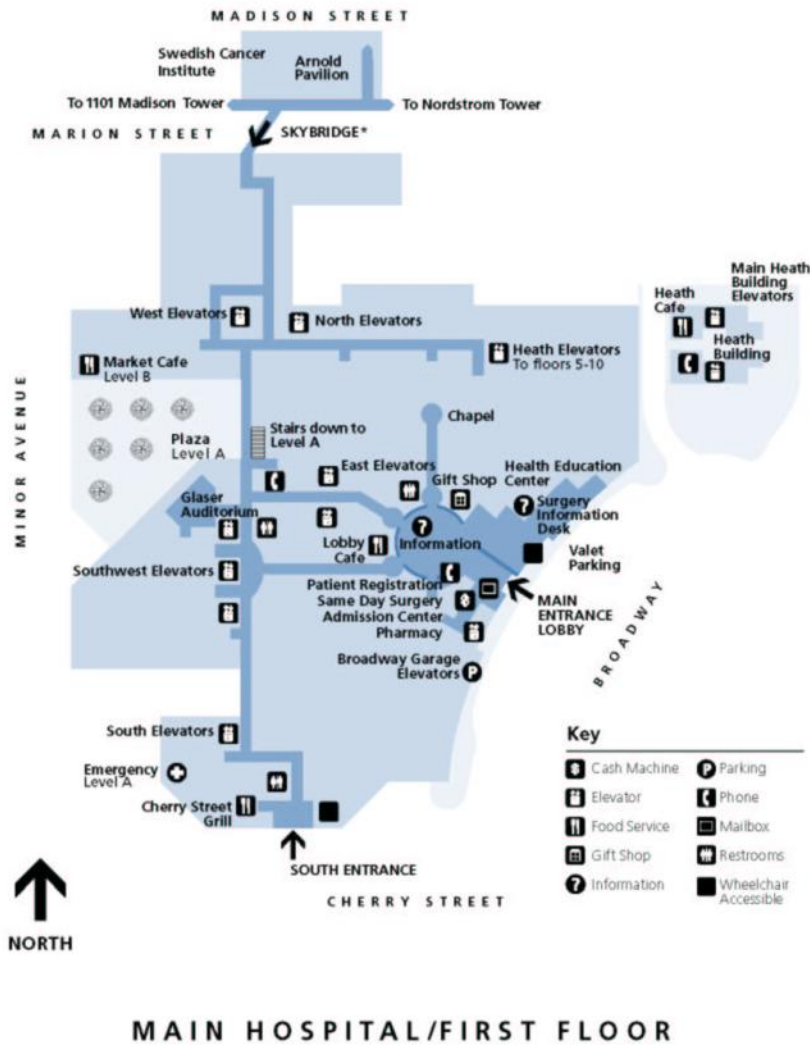 MADISON STREET
Swedish Cancer
Institute
Arnold
Pavilion
To 1101 Madison Tower
To Nordstrom Tower
MARION STREET
SKYBRIDGE*
Main Heath
Building
Elevators
Heath
Cafe
Heath
Building
West Elevators
North Elevators
Heath Elevators
To floors 5-10
Market Cafe
Level B
MINOR AVENUE
Plaza
Level A
Stairs down to
Level A
Chapel
East Elevators
Gift Shop
Health Education
Center
Surgery
Information
Desk
Glaser
Auditorium
Lobby
Cafe
Information
Valet
Parking
Southwest Elevators
Patient Registration
Same Day Surgery
Admission Center
Pharmacy
MAIN
ENTRANCE
LOBBY
BROADWAY
Broadway Garage
Elevators
P
South Elevators
Emergency
Level A
Cherry Street
Grill
SOUTH ENTRANCE
CHERRY STREET
NORTH
Key
Cash Machine
Elevator
Food Service
Gift Shop
? Information
P Parking
Phone
Mailbox
Restrooms
Wheelchair
Accessible
MAIN HOSPITAL/FIRST FLOOR